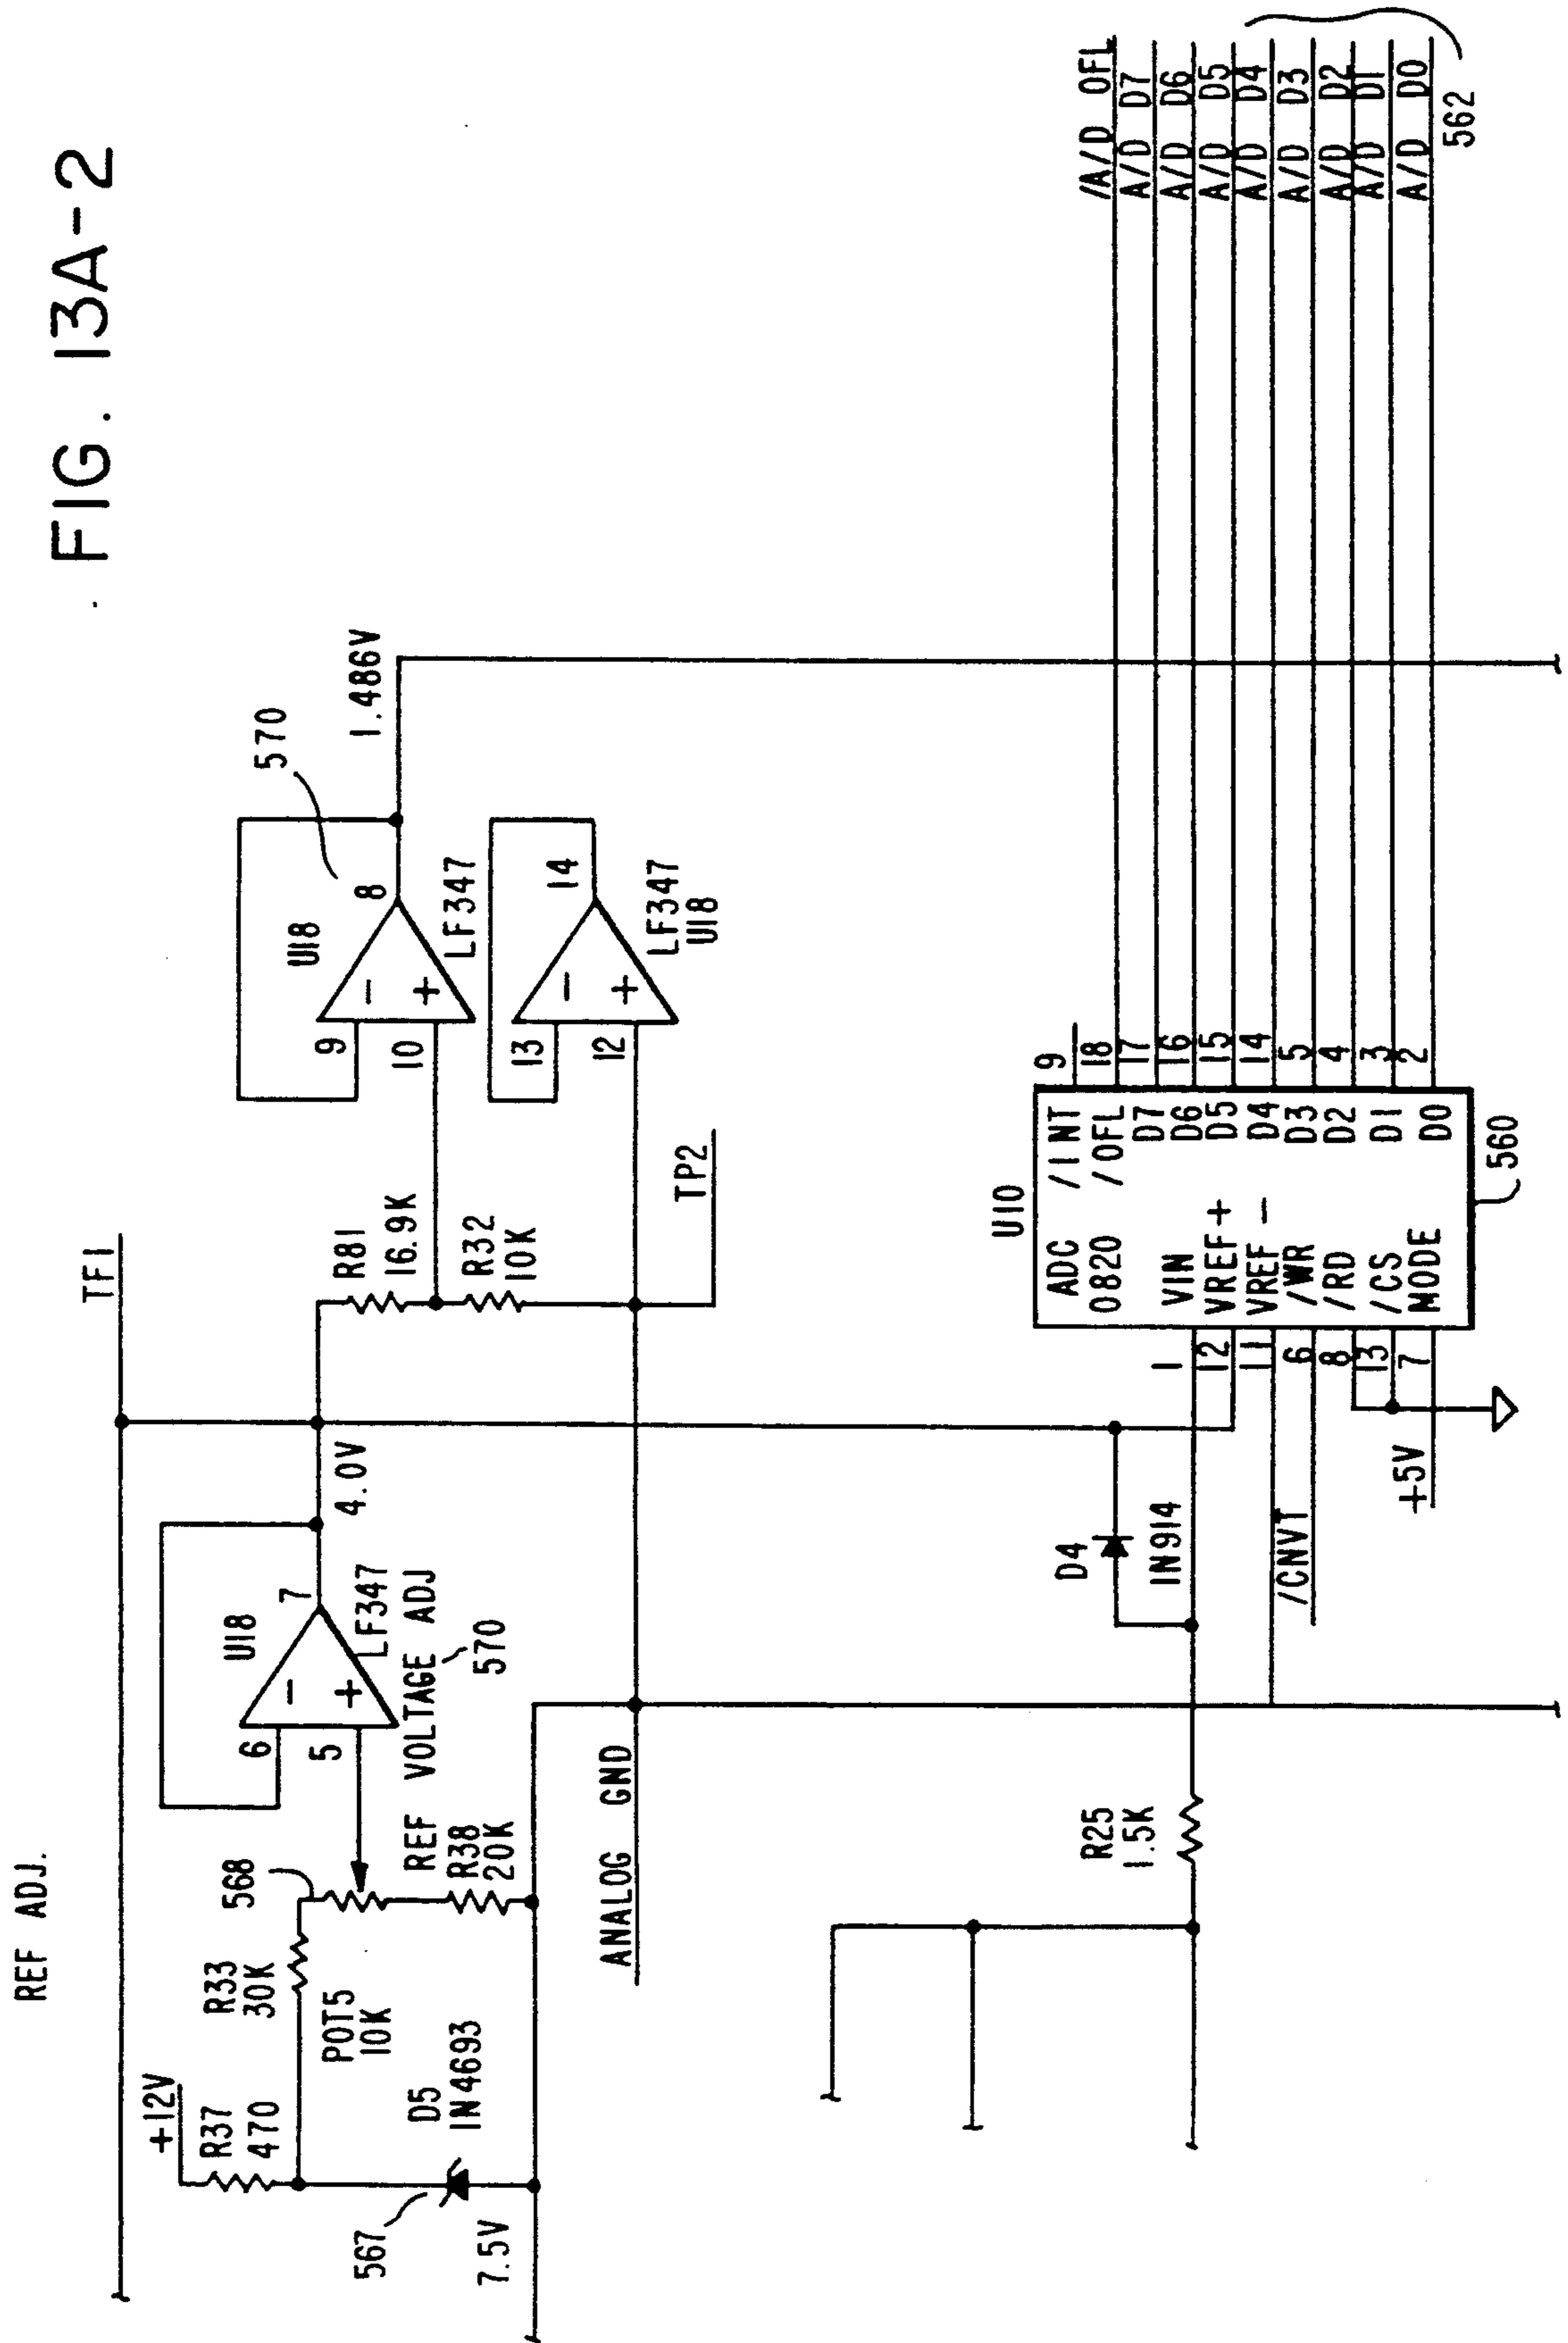 FIG. 13A-2
REF ADJ.
TF1
+12V
R37
470
R33
30K
568
POT5
10K
567
D5
IN4693
7.5V
REF VOLTAGE ADJ
R38
20K
U18
6
5
7
LF347
570
4.0V
R81
16.9K
R32
10K
TP2
U18
9
10
8
LF347
570
1.486V
13
12
14
LF347
U18
ANALOG GND
R25
1.5K
D4
IN914
/CNVT
+5V
U10
ADC
0820
/INT
/OFL
D7
D6
D5
D4
D3
D2
D1
D0
VIN
VREF+
VREF -
/WR
/RD
/CS
MODE
1
12
11
6
8
13
7
9
18
17
16
15
14
5
4
3
2
560
/A/D OFL
A/D D7
A/D D6
A/D D5
A/D D4
A/D D3
A/D D2
A/D D1
A/D D0
562